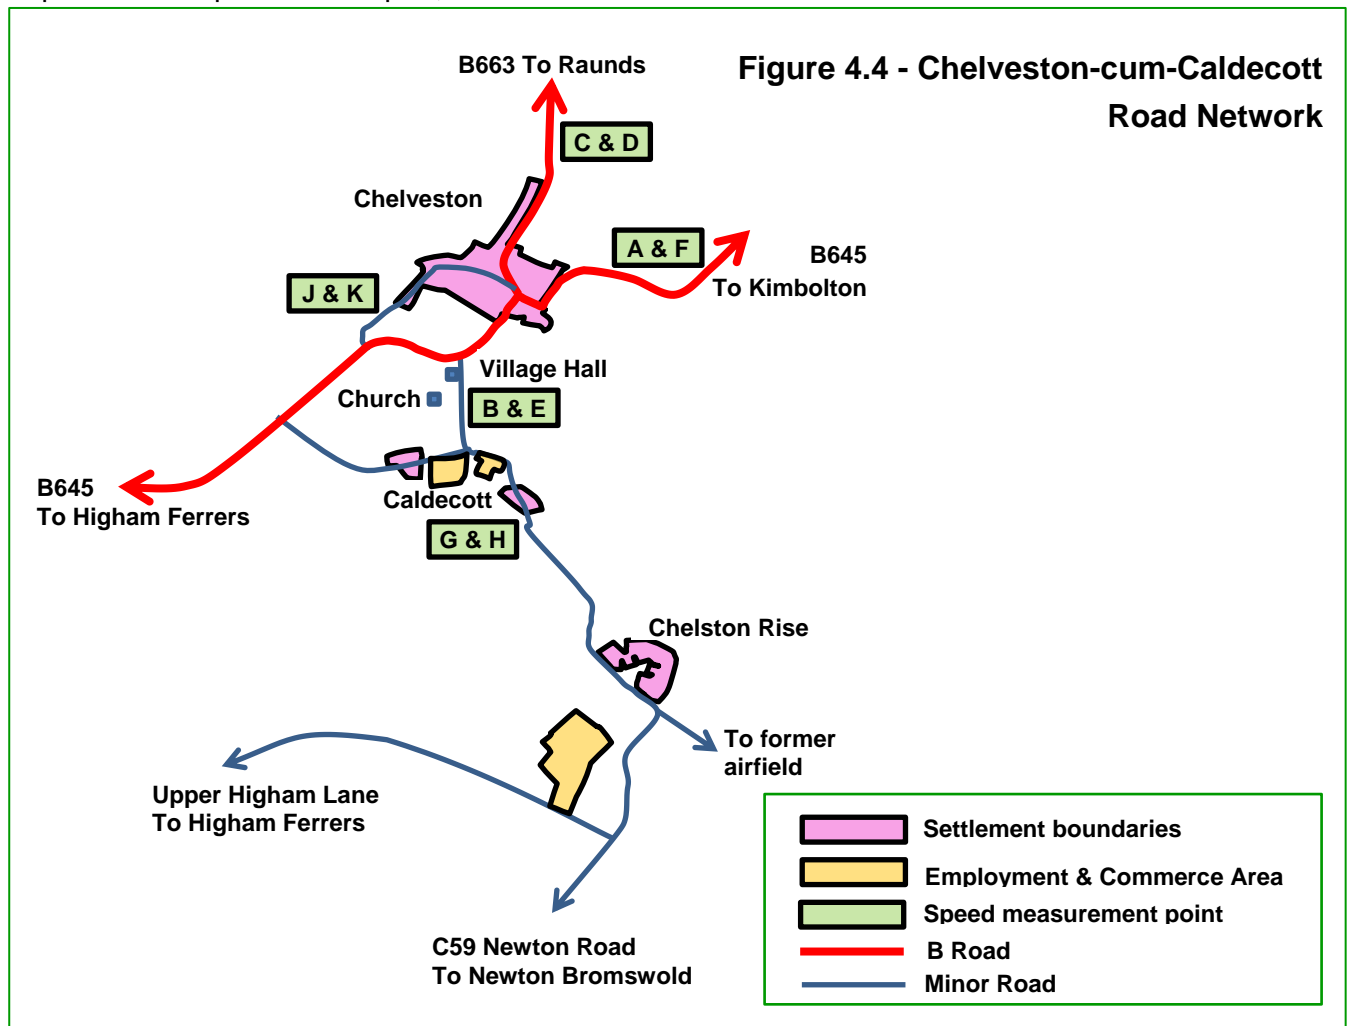 B663 To Raunds
Figure 4.4 - Chelveston-cum-Caldecott
Road Network
C & D
Chelveston
A & F
B645
To Kimbolton
J & K
Village Hall
Church
B & E
B645
To Higham Ferrers
Caldecott
G & H
Chelston Rise
To former
airfield
Upper Higham Lane
To Higham Ferrers
C59 Newton Road
To Newton Bromswold
Settlement boundaries
Employment & Commerce Area
Speed measurement point
B Road
Minor Road